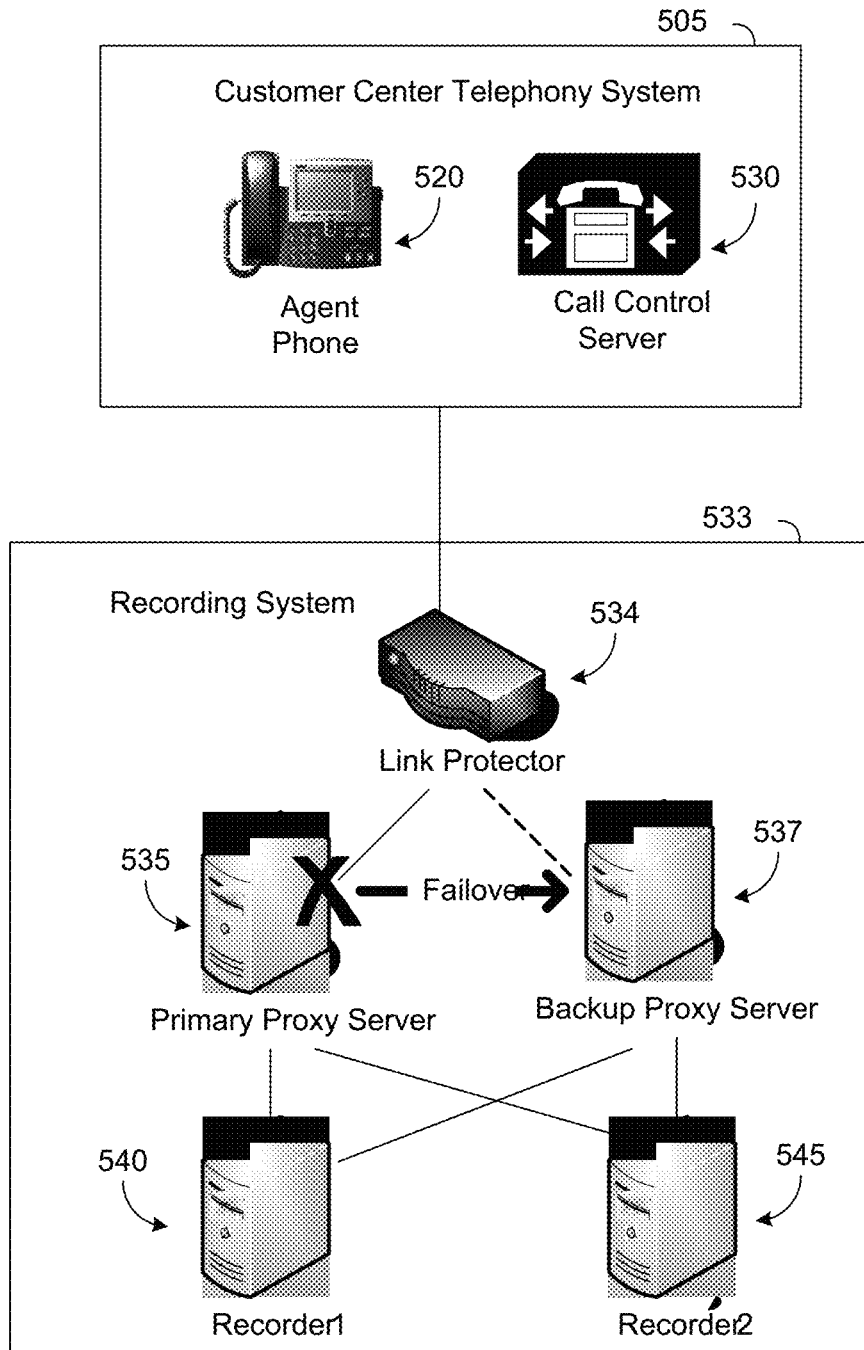 505
Customer Center Telephony System
520
530
Agent
Phone
Call Control
Server
533
Recording System
534
Link Protector
535
X
Failover
537
Primary Proxy Server
Backup Proxy Server
540
545
Recorder1
Recorder2